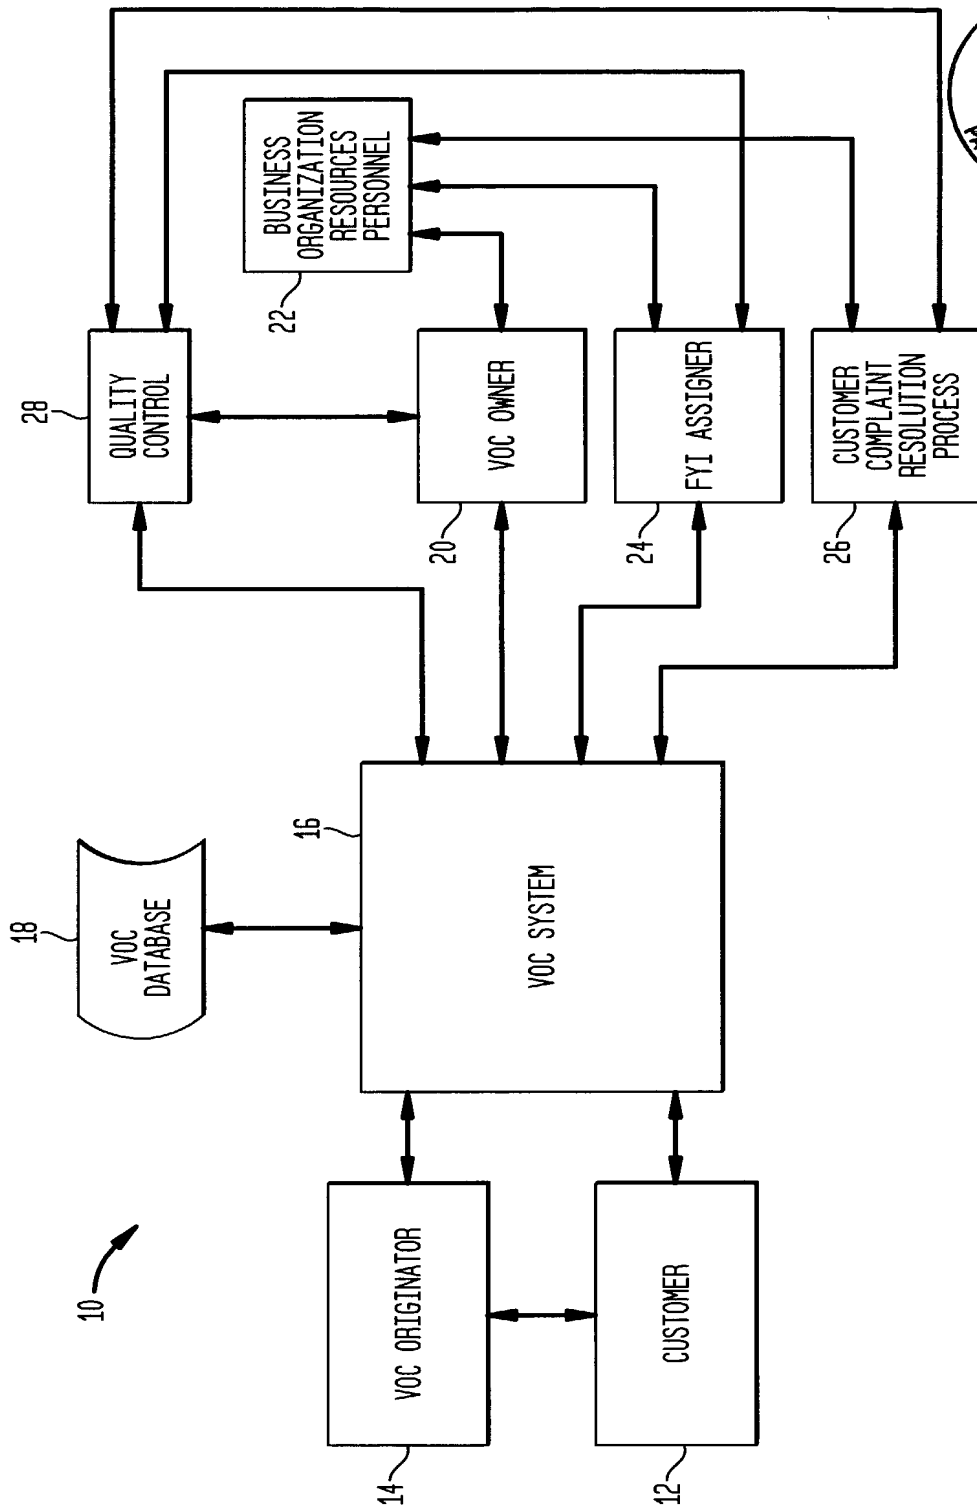 10
18
VOC
DATABASE
14
VOC ORIGINATOR
12
CUSTOMER
16
VOC SYSTEM
28
QUALITY
CONTROL
20
VOC OWNER
22
BUSINESS
ORGANIZATION
RESOURCES
PERSONNEL
24
FYI ASSIGNER
26
CUSTOMER
COMPLAINT
RESOLUTION
PROCESS